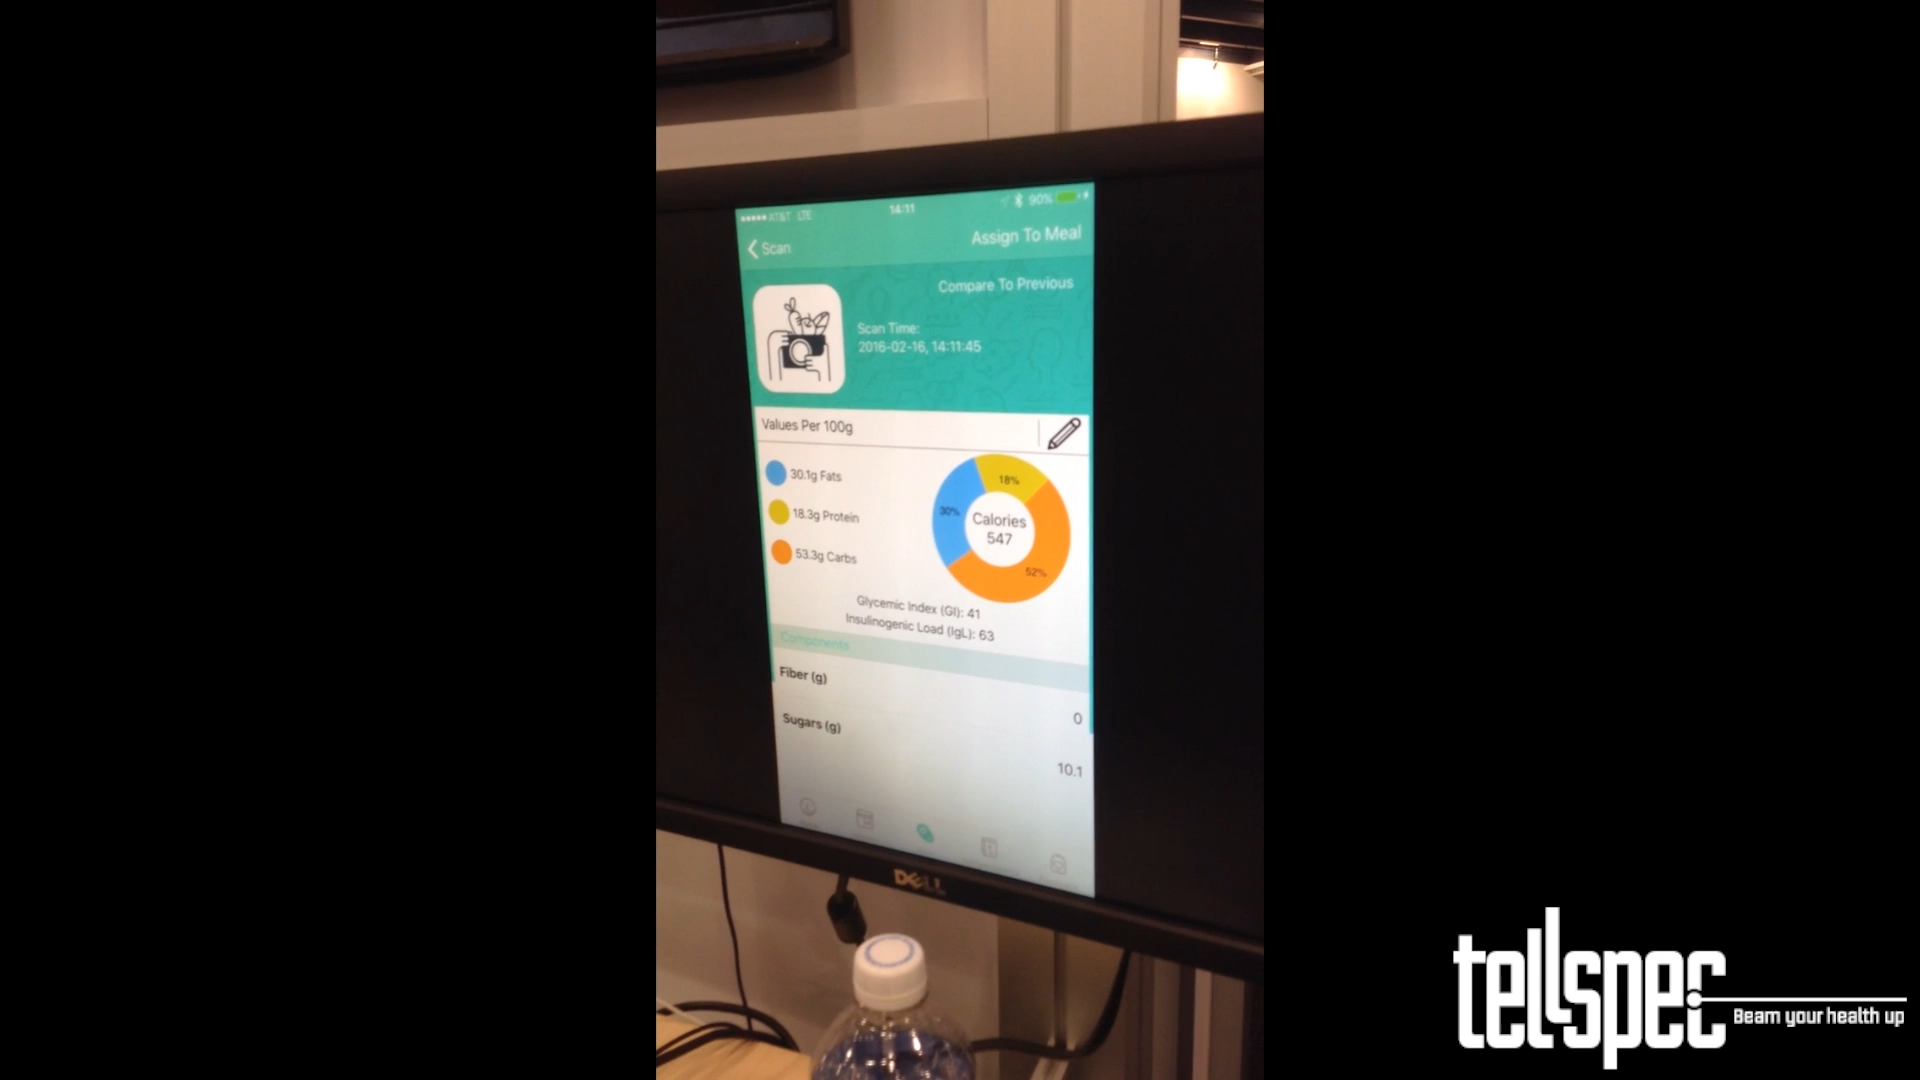 AT&T LTE 14:11 90%
Scan Assign To Meal
Compare To Previous
Scan Time:
2016-02-16, 14:11:45
Values Per 100g
30.1g Fats
18.3g Protein
53.3g Carbs
18%
30%
Calories
547
52%
Glycemic Index (GI): 41
Insulinogenic Load (IgL): 63
Components
Fiber (g)
0
Sugars (g)
10.1
DELL
tellspec
Beam your health up